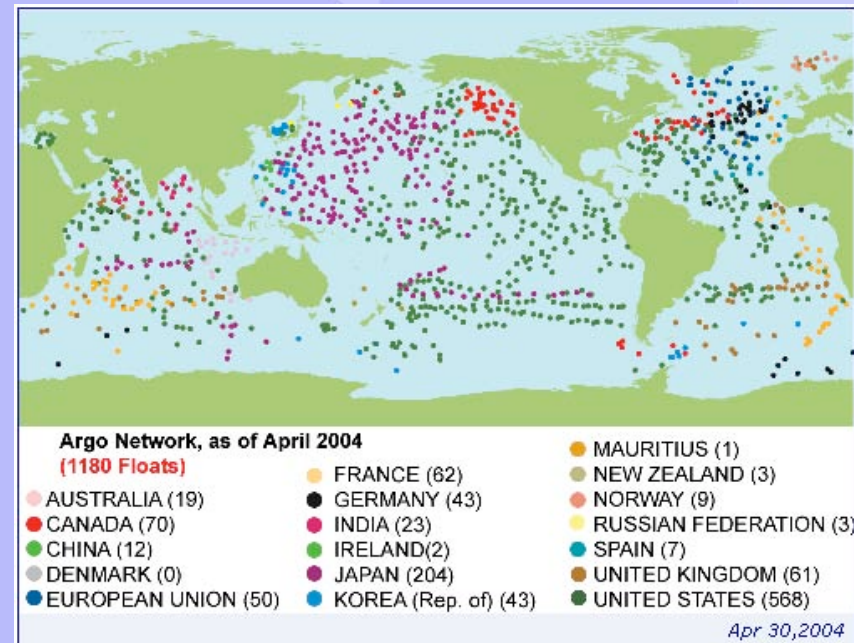 Argo Network, as of April 2004
(1180 Floats)
AUSTRALIA (19)
CANADA (70)
CHINA (12)
DENMARK (0)
EUROPEAN UNION (50)
FRANCE (62)
GERMANY (43)
INDIA (23)
IRELAND(2)
JAPAN (204)
KOREA (Rep. of) (43)
MAURITIUS (1)
NEW ZEALAND (3)
NORWAY (9)
RUSSIAN FEDERATION (3)
SPAIN (7)
UNITED KINGDOM (61)
UNITED STATES (568)
Apr 30,2004